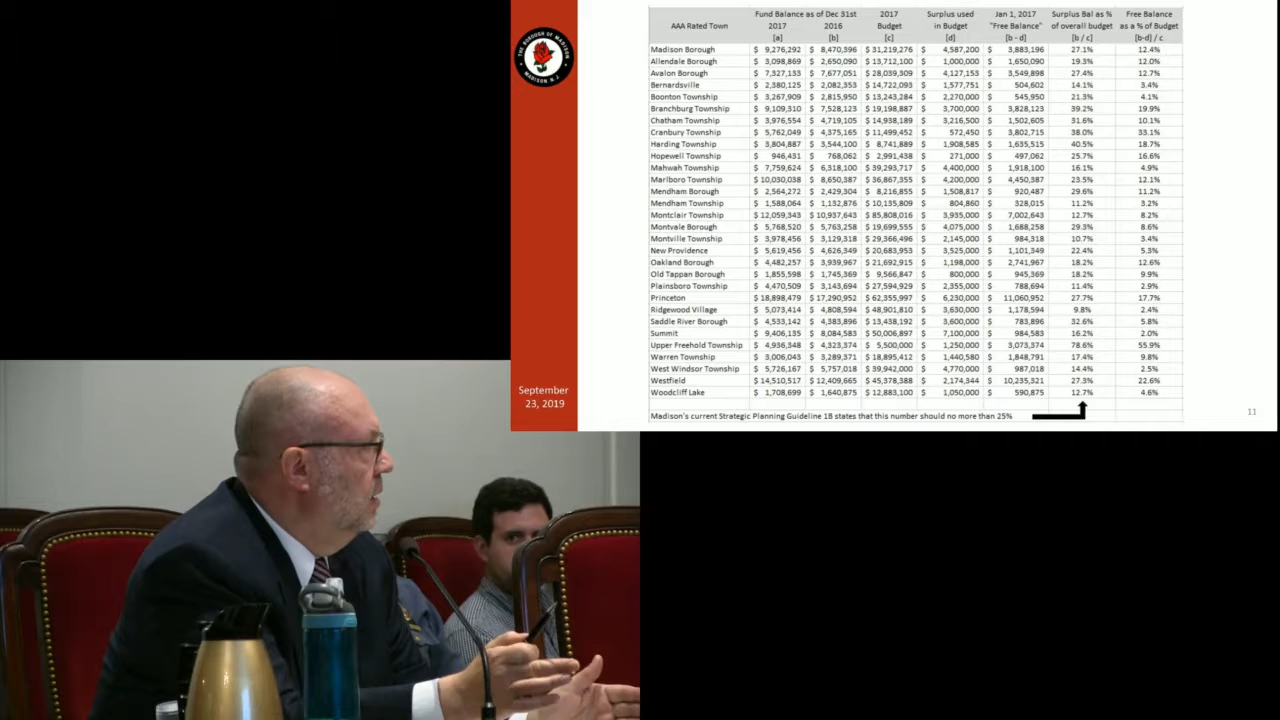 THE BOROUGH OF MADISON
MADISON N.J.
September
23, 2019
AAA Rated Town Fund Balance as of Dec 31st 2017 Surplus used Jan 1, 2017 Surplus Bal as % Free Balance
2017 2016 Budget in Budget "Free Balance" of overall budget as a % of Budget
[a] [b] [c] [d] [b - d] [b / c] [b-d] / c
Madison Borough $ 9,276,292 $ 8,470,396 $ 31,219,276 $ 4,587,200 $ 3,883,196 27.1% 12.4%
Allendale Borough $ 3,098,869 $ 2,650,090 $ 13,712,100 $ 1,000,000 $ 1,650,090 19.3% 12.0%
Avalon Borough $ 7,327,133 $ 7,677,051 $ 28,039,309 $ 4,127,153 $ 3,549,898 27.4% 12.7%
Bernardsville $ 2,380,125 $ 2,082,353 $ 14,722,093 $ 1,577,751 $ 504,602 14.1% 3.4%
Boonton Township $ 3,267,909 $ 2,815,950 $ 13,243,284 $ 2,270,000 $ 545,950 21.3% 4.1%
Branchburg Township $ 9,109,310 $ 7,528,123 $ 19,198,887 $ 3,700,000 $ 3,828,123 39.2% 19.9%
Chatham Township $ 3,976,554 $ 4,719,105 $ 14,938,189 $ 3,216,500 $ 1,502,605 31.6% 10.1%
Cranbury Township $ 5,762,049 $ 4,375,165 $ 11,499,452 $ 572,450 $ 3,802,715 38.0% 33.1%
Harding Township $ 3,804,887 $ 3,544,100 $ 8,741,889 $ 1,908,585 $ 1,635,515 40.5% 18.7%
Hopewell Township $ 946,431 $ 768,062 $ 2,991,438 $ 271,000 $ 497,062 25.7% 16.6%
Mahwah Township $ 7,759,624 $ 6,318,100 $ 39,293,717 $ 4,400,000 $ 1,918,100 16.1% 4.9%
Marlboro Township $ 10,030,038 $ 8,650,387 $ 36,867,355 $ 4,200,000 $ 4,450,387 23.5% 12.1%
Mendham Borough $ 2,564,272 $ 2,429,304 $ 8,216,855 $ 1,508,817 $ 920,487 29.6% 11.2%
Mendham Township $ 1,588,064 $ 1,132,876 $ 10,135,809 $ 804,860 $ 328,015 11.2% 3.2%
Montclair Township $ 12,059,343 $ 10,937,643 $ 85,808,016 $ 3,935,000 $ 7,002,643 12.7% 8.2%
Montvale Borough $ 5,768,520 $ 5,763,258 $ 19,699,555 $ 4,075,000 $ 1,688,258 29.3% 8.6%
Montville Township $ 3,978,456 $ 3,129,318 $ 29,366,496 $ 2,145,000 $ 984,318 10.7% 3.4%
New Providence $ 5,619,456 $ 4,626,349 $ 20,683,953 $ 3,525,000 $ 1,101,349 22.4% 5.3%
Oakland Borough $ 4,482,257 $ 3,939,967 $ 21,692,915 $ 1,198,000 $ 2,741,967 18.2% 12.6%
Old Tappan Borough $ 1,855,598 $ 1,745,369 $ 9,566,847 $ 800,000 $ 945,369 18.2% 9.9%
Plainsboro Township $ 4,470,509 $ 3,143,694 $ 27,594,929 $ 2,355,000 $ 788,694 11.4% 2.9%
Princeton $ 18,898,479 $ 17,290,952 $ 62,355,997 $ 6,230,000 $ 11,060,952 27.7% 17.7%
Ridgewood Village $ 5,073,414 $ 4,808,594 $ 48,901,810 $ 3,630,000 $ 1,178,594 9.8% 2.4%
Saddle River Borough $ 4,533,142 $ 4,383,896 $ 13,438,192 $ 3,600,000 $ 783,896 32.6% 5.8%
Summit $ 9,406,135 $ 8,084,583 $ 50,006,897 $ 7,100,000 $ 984,583 16.2% 2.0%
Upper Freehold Township $ 4,936,348 $ 4,323,374 $ 5,500,000 $ 1,250,000 $ 3,073,374 78.6% 55.9%
Warren Township $ 3,006,043 $ 3,289,371 $ 18,895,412 $ 1,440,580 $ 1,848,791 17.4% 9.8%
West Windsor Township $ 5,726,167 $ 5,757,018 $ 39,942,000 $ 4,770,000 $ 987,018 14.4% 2.5%
Westfield $ 14,510,517 $ 12,409,665 $ 45,378,388 $ 2,174,344 $ 10,235,321 27.3% 22.6%
Woodcliff Lake $ 1,708,699 $ 1,640,875 $ 12,883,100 $ 1,050,000 $ 590,875 12.7% 4.6%
Madison's current Strategic Planning Guideline 1B states that this number should no more than 25%
11